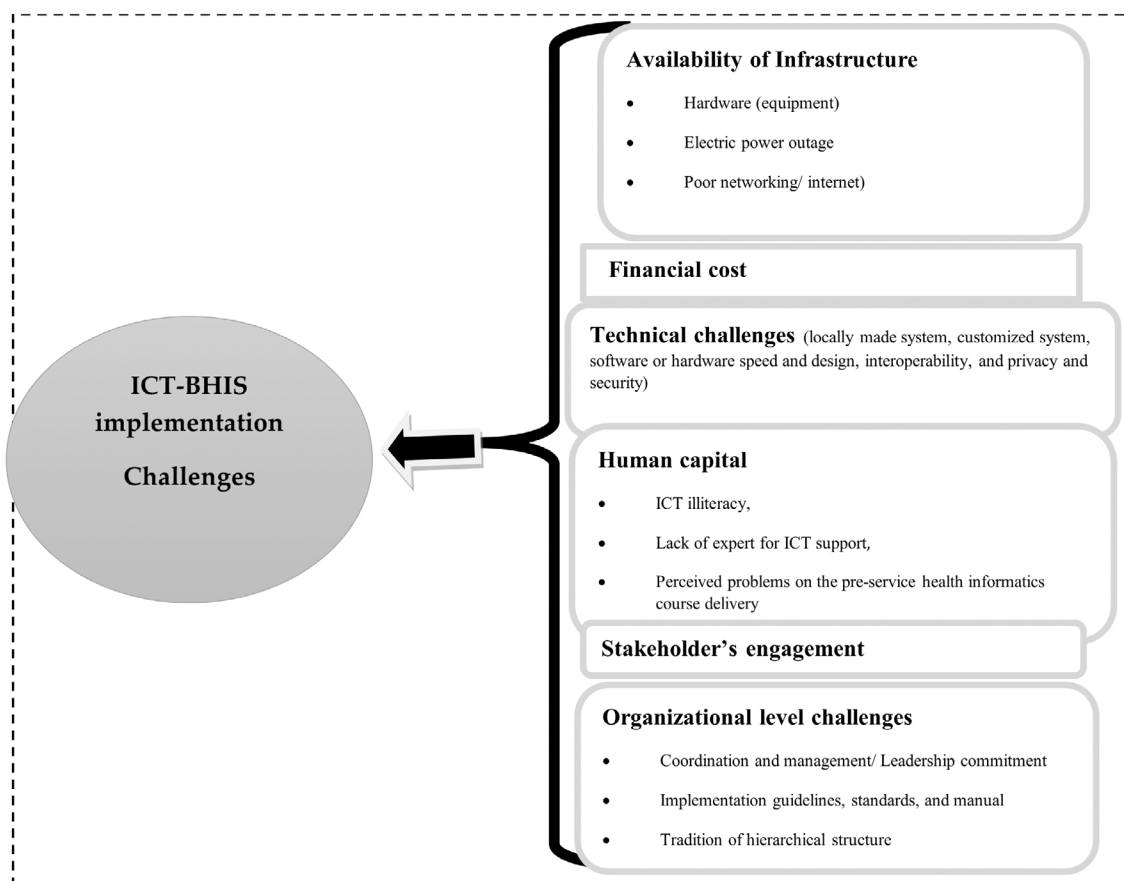 ICT-BHIS
implementation
Challenges
Availability of Infrastructure
• Hardware (equipment)
• Electric power outage
• Poor networking/ internet)
Financial cost
Technical challenges (locally made system, customized system,
software or hardware speed and design, interoperability, and privacy and
security)
Human capital
• ICT illiteracy,
• Lack of expert for ICT support,
• Perceived problems on the pre-service health informatics
course delivery
Stakeholder’s engagement
Organizational level challenges
• Coordination and management/ Leadership commitment
• Implementation guidelines, standards, and manual
• Tradition of hierarchical structure